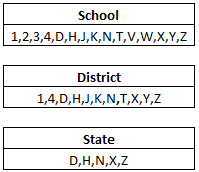 School
1,2,3,4,D,H,J,K,N,T,V,W,X,Y,Z
District
1,4,D,H,J,K,N,T,X,Y,Z
State
D,H,N,X,Z